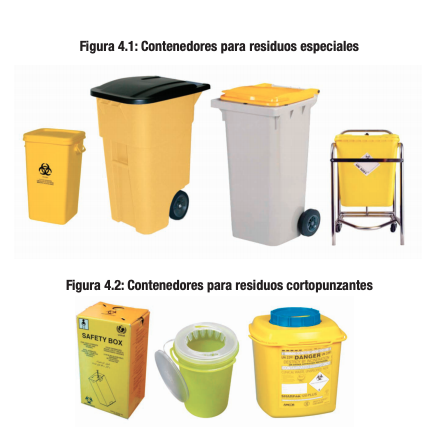 Figura 4.1: Contenedores para residuos especiales
Figura 4.2: Contenedores para residuos cortopunzantes
SAFETY BOX
DANGER